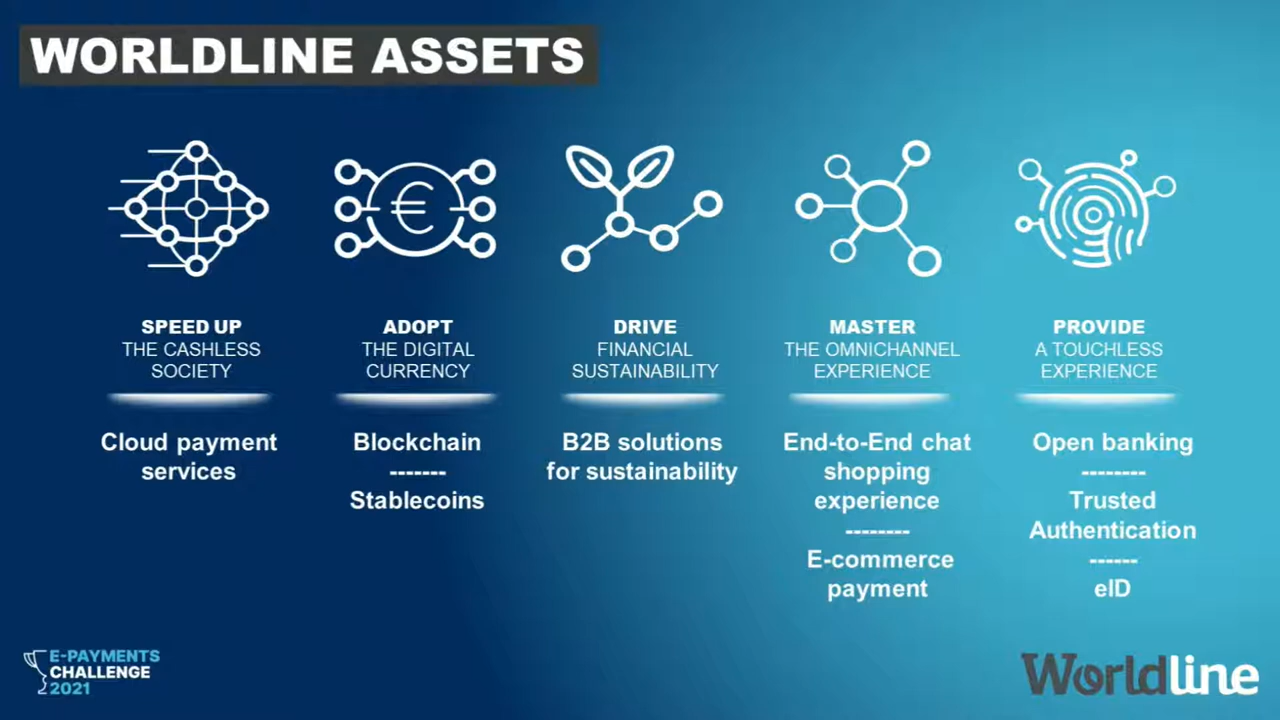 WORLDLINE ASSETS
€
SPEED UP
THE CASHLESS
SOCIETY
Cloud payment
services
ADOPT
THE DIGITAL
CURRENCY
Blockchain
-------
Stablecoins
DRIVE
FINANCIAL
SUSTAINABILITY
B2B solutions
for sustainability
MASTER
THE OMNICHANNEL
EXPERIENCE
End-to-End chat
shopping
experience
--------
E-commerce
payment
PROVIDE
A TOUCHLESS
EXPERIENCE
Open banking
--------
Trusted
Authentication
------
eID
E-PAYMENTS
CHALLENGE
2021
Worldline